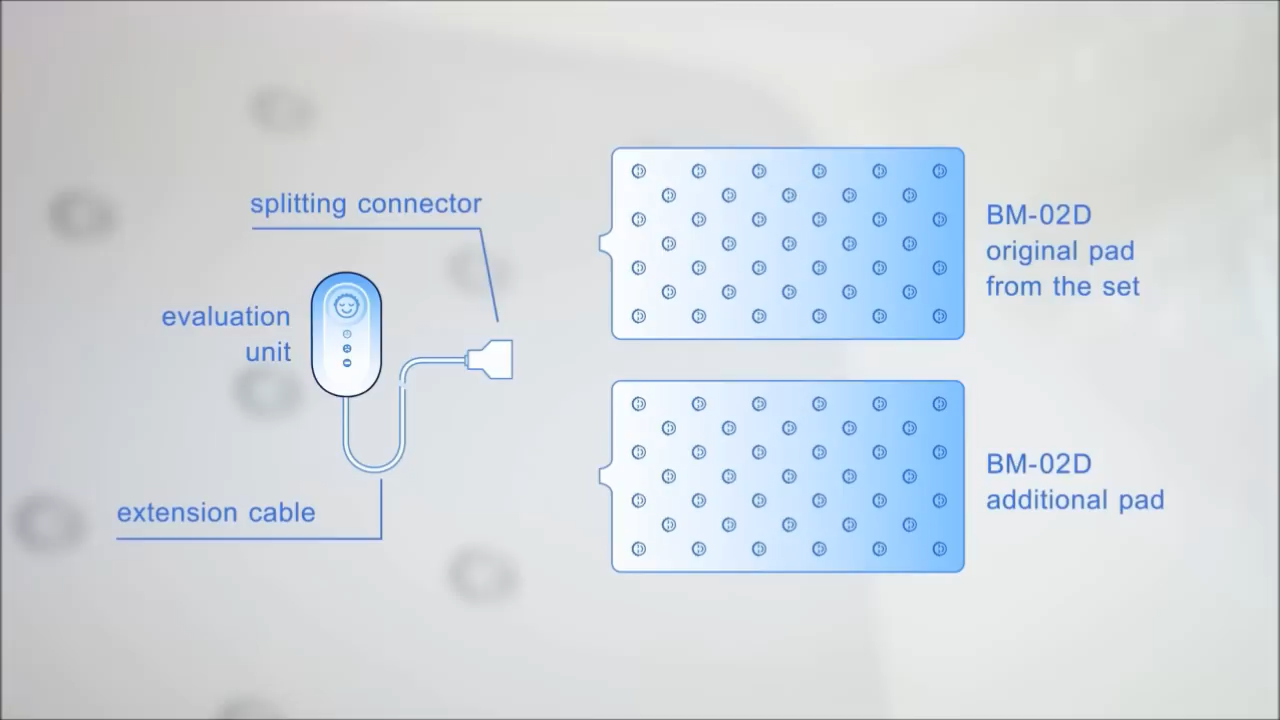 splitting connector
evaluation
unit
extension cable
BM-02D
original pad
from the set
BM-02D
additional pad